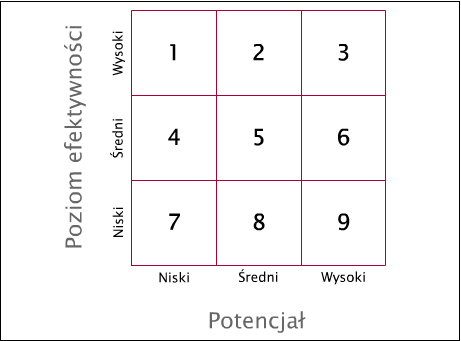 Poziom efektywności
Wysoki
Średni
Niski
1 2 3
4 5 6
7 8 9
Niski Średni Wysoki
Potencjał